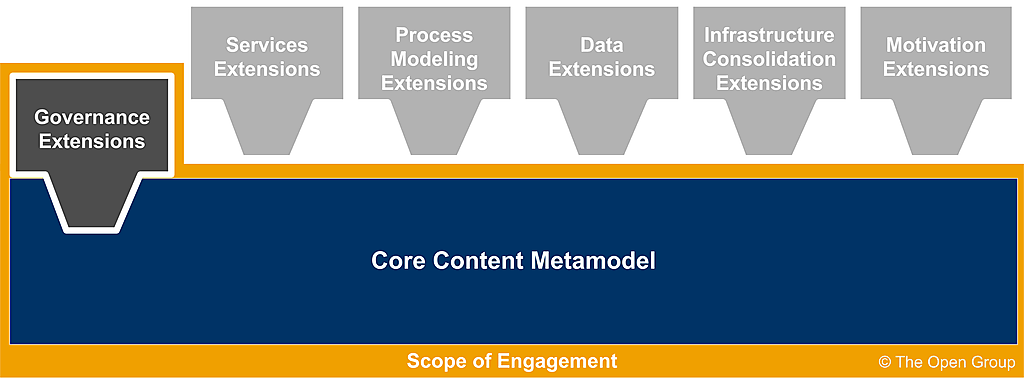 Services
Extensions
Process
Modeling
Extensions
Data
Extensions
Infrastructure
Consolidation
Extensions
Motivation
Extensions
Governance
Extensions
Core Content Metamodel
Scope of Engagement
© The Open Group